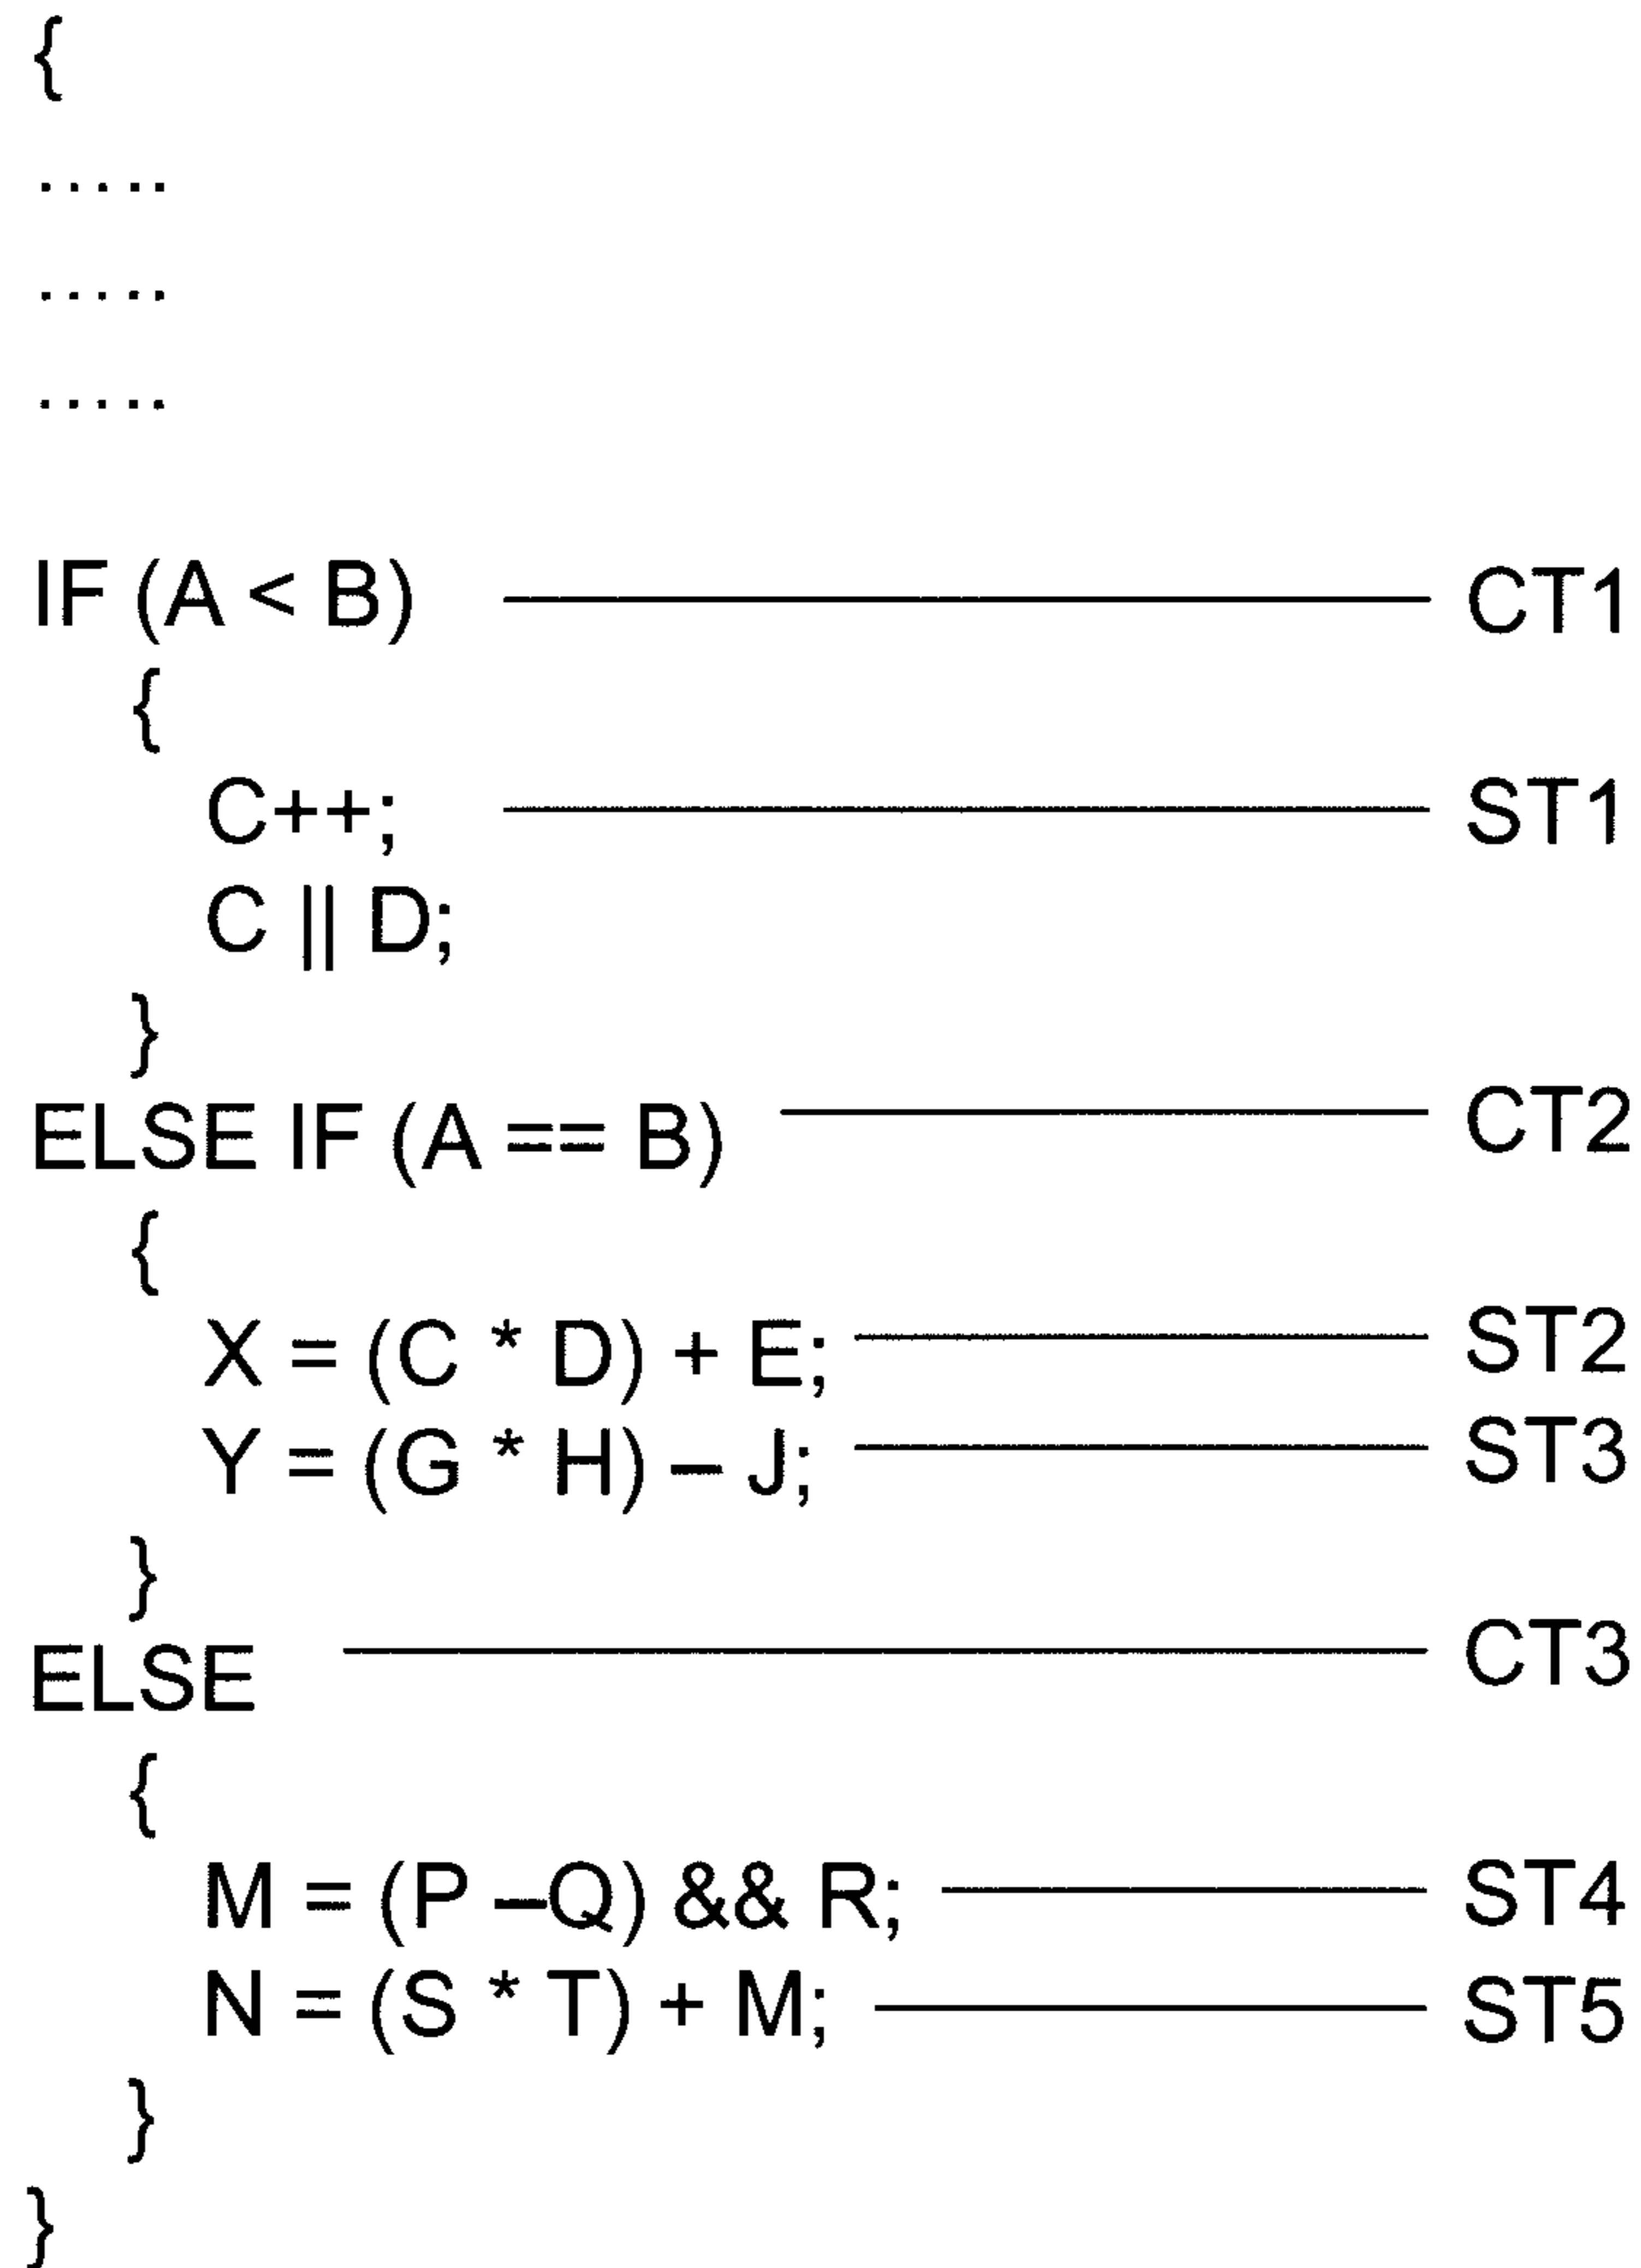 {
.....
.....
.....
IF (A < B) CT1
{
C++; ST1
C || D;
}
ELSE IF (A == B) CT2
{
X = (C * D) + E; ST2
Y = (G * H) – J; ST3
}
ELSE CT3
{
M = (P –Q) && R; ST4
N = (S * T) + M; ST5
}
}